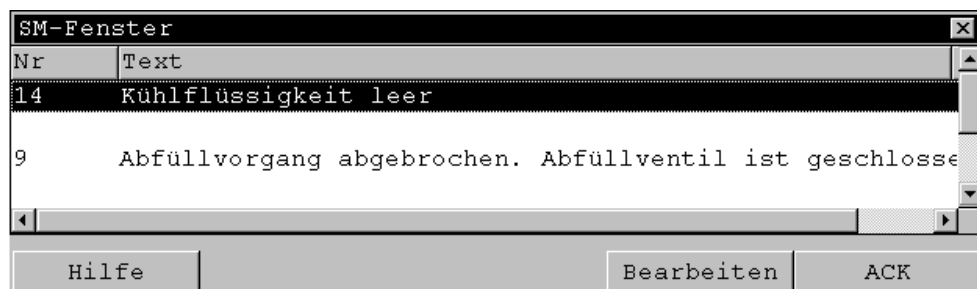 SM-Fenster
Nr Text
14 Kühlflüssigkeit leer
9 Abfüllvorgang abgebrochen. Abfüllventil ist geschlosse
Hilfe Bearbeiten ACK